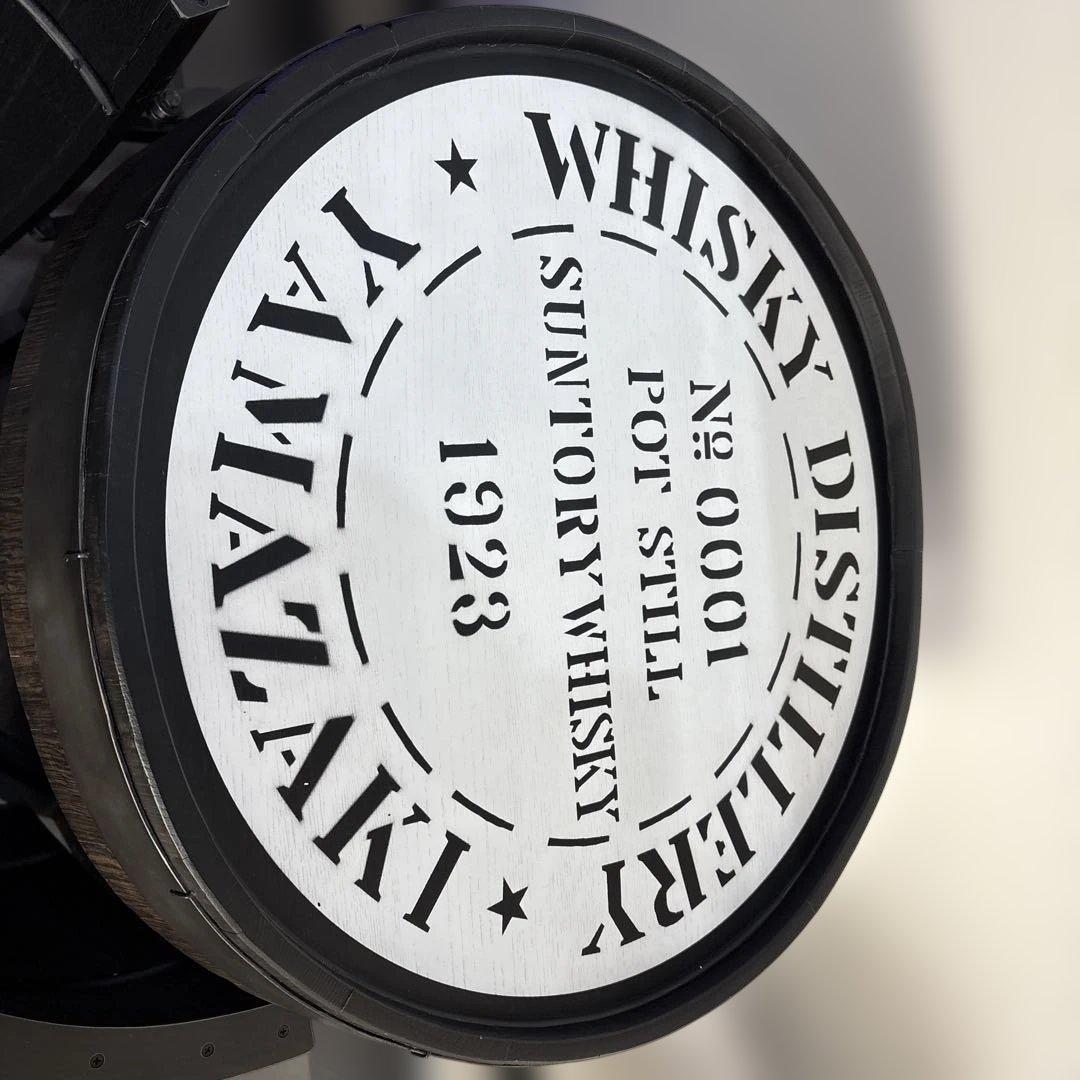 WHISKY DISTILLERY
Nº 0001
POT STILL
SUNTORY WHISKY
1923
YAMAZAKI